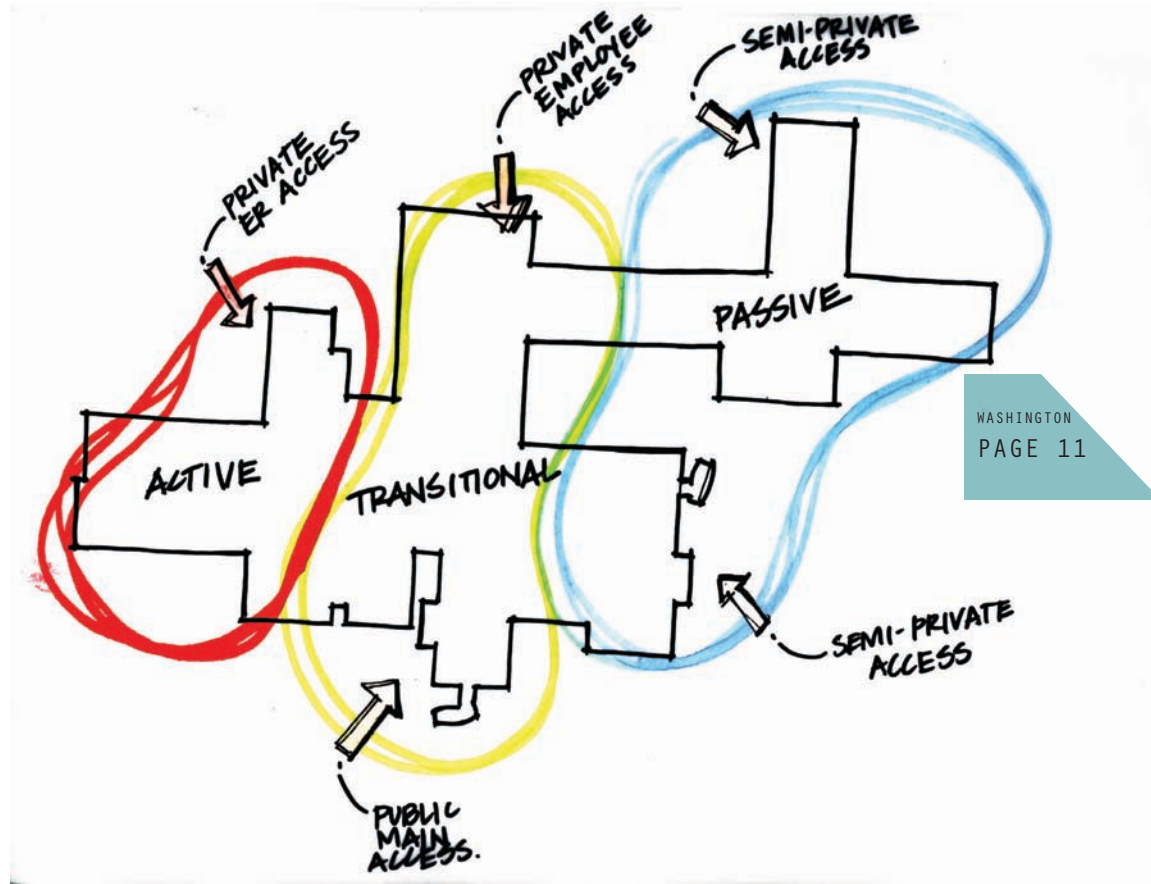 SEMI-PRIVATE
ACCESS
PRIVATE
EMPLOYEE
ACCESS
PRIVATE
ER ACCESS
PASSIVE
WASHINGTON
PAGE 11
ACTIVE
TRANSITIONAL
SEMI-PRIVATE
ACCESS
PUBLIC
MAIN
ACCESS.